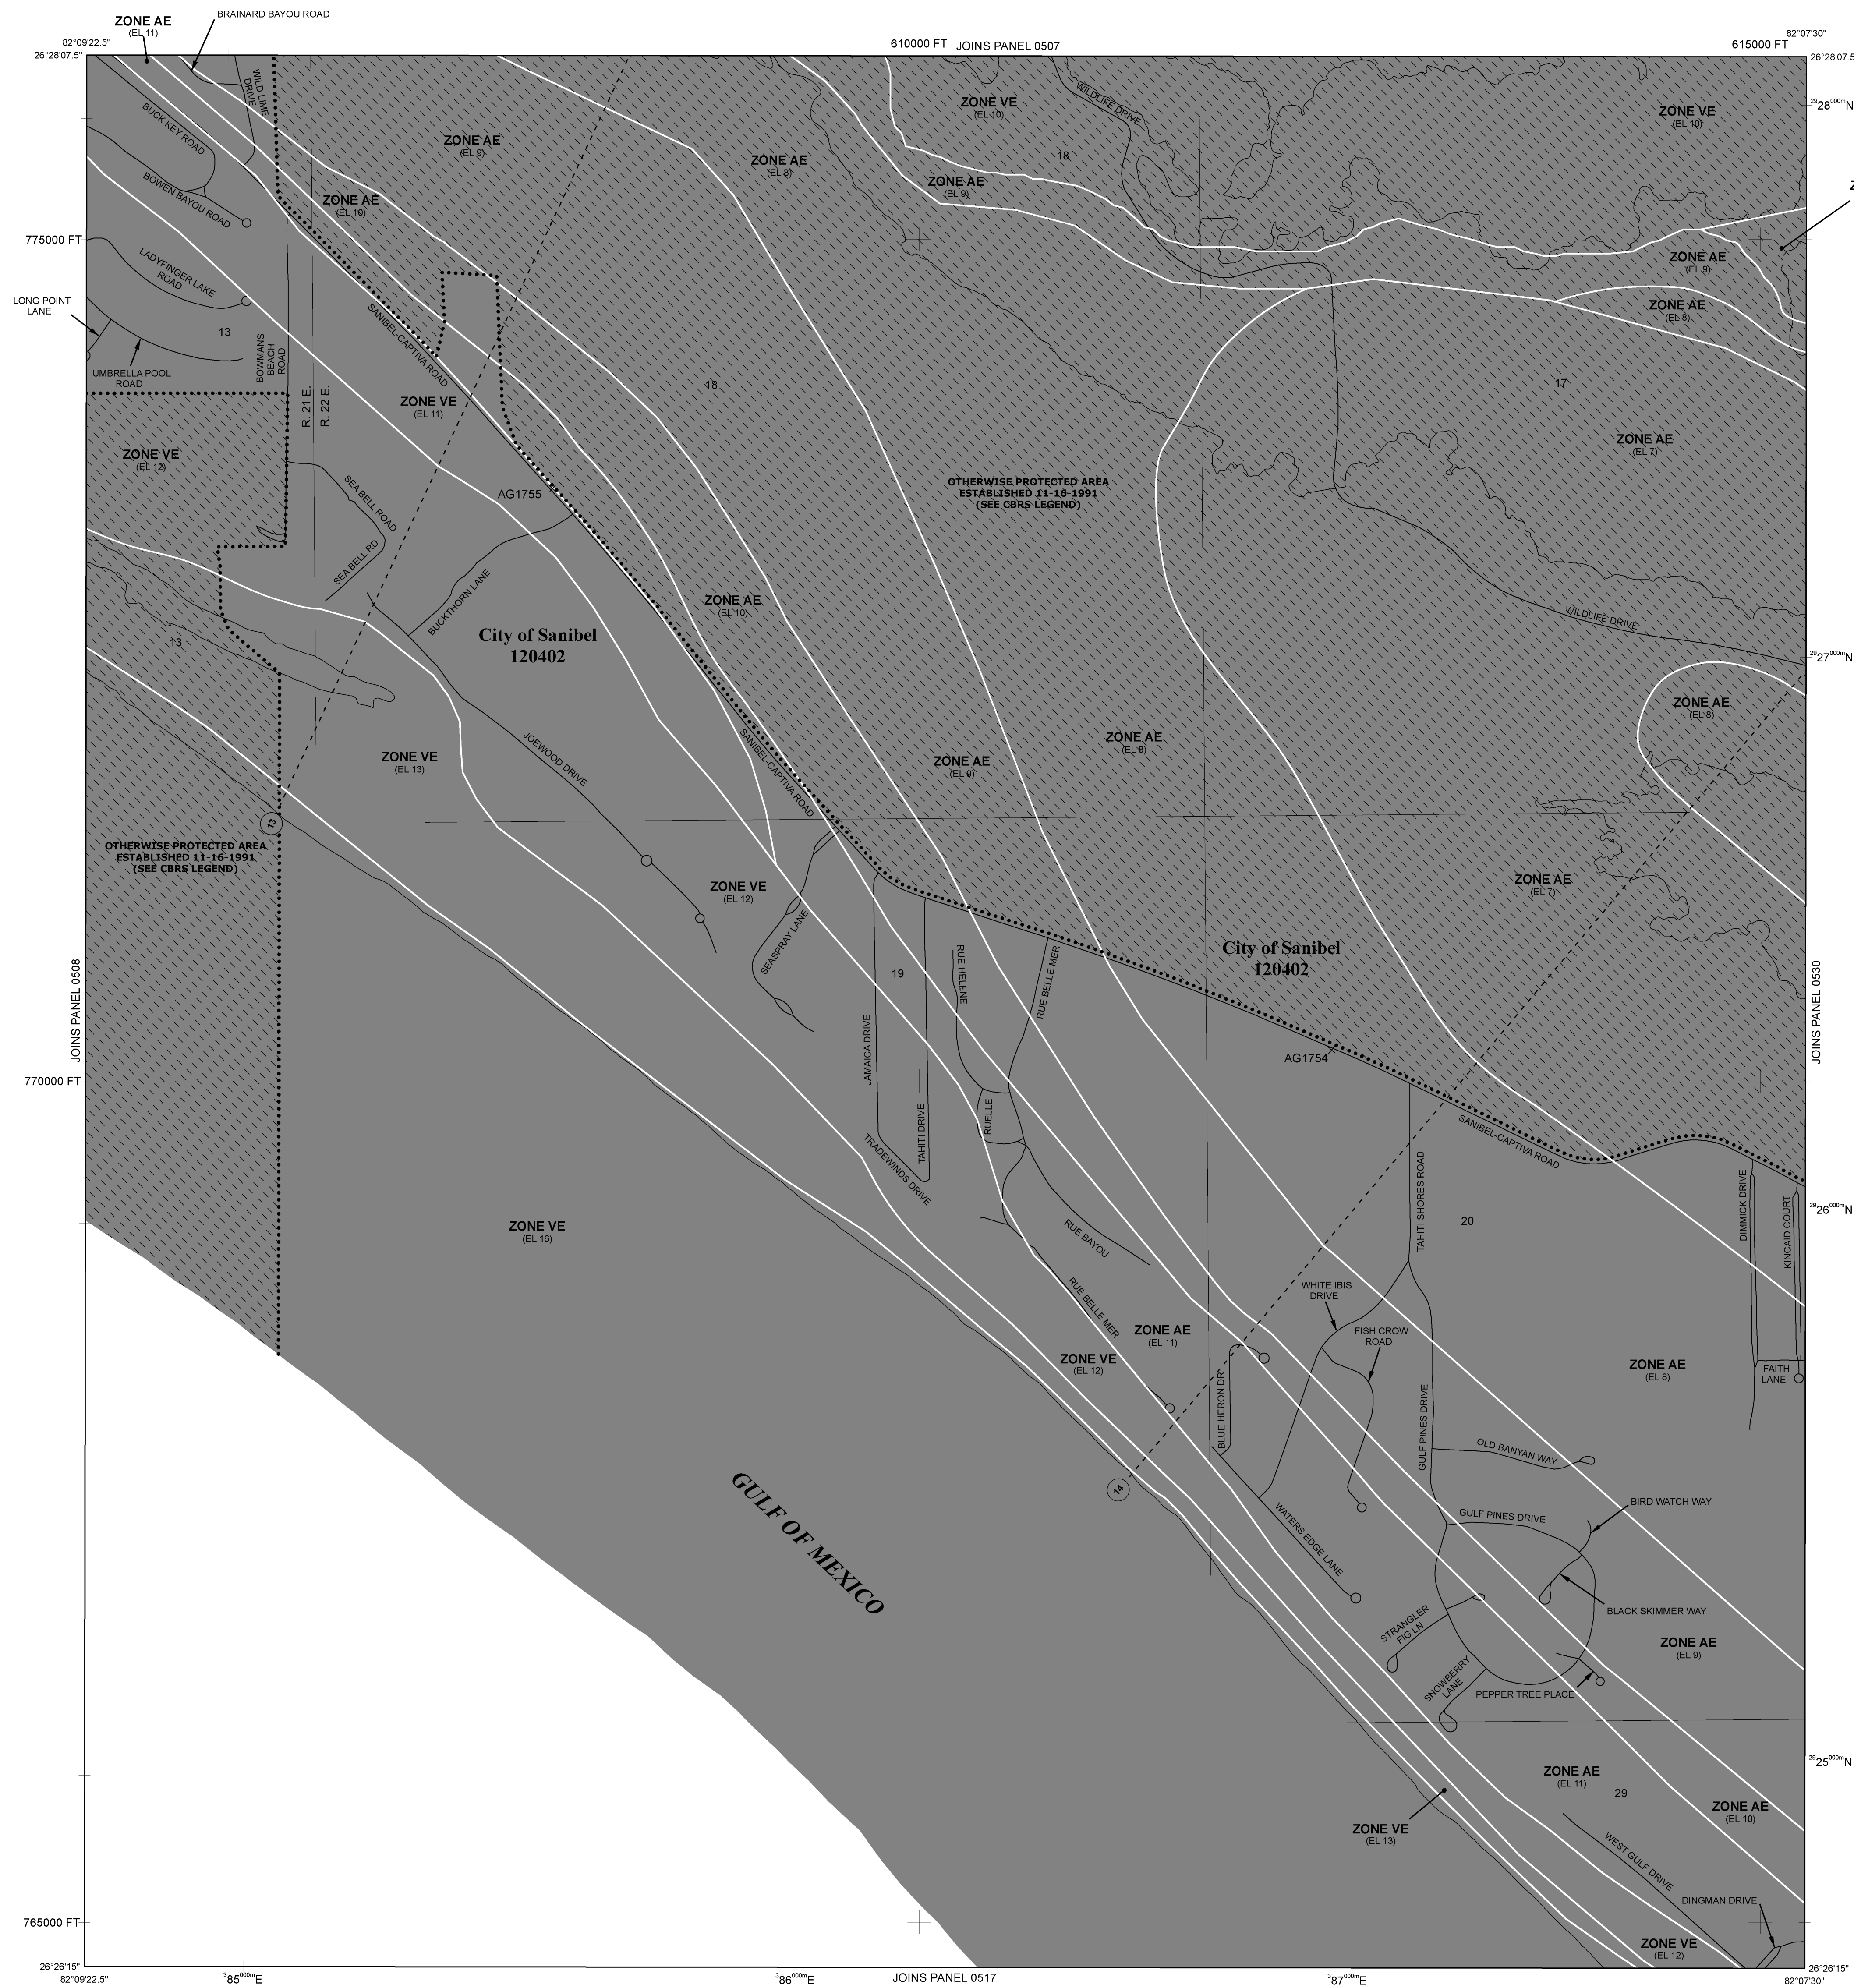 ZONE AE
(EL 11)
BRAINARD BAYOU ROAD
82°09'22.5"
26°28'07.5"
610000 FT
JOINS PANEL 0507
615000 FT
82°07'30"
26°28'07.5
2928000mN
WILD LIME
DRIVE
BUCK KEY ROAD
BOWEN BAYOU ROAD
ZONE AE
(EL 9)
ZONE AE
(EL 10)
ZONE AE
(EL 8)
ZONE VE
(EL 10)
WILDLIFE DRIVE
18
ZONE AE
(EL 9)
ZONE VE
(EL 10)
775000 FT
LADYFINGER LAKE
ROAD
LONG POINT
LANE
13
UMBRELLA POOL
ROAD
BOWMANS
BEACH
ROAD
R. 21 E.
R. 22 E.
SANIBEL-CAPTIVA ROAD
ZONE AE
(EL 9)
ZONE AE
(EL 8)
18
17
ZONE VE
(EL 11)
ZONE VE
(EL 12)
ZONE AE
(EL 7)
SEA BELL ROAD
AG1755
OTHERWISE PROTECTED AREA
ESTABLISHED 11-16-1991
(SEE CBRS LEGEND)
SEA BELL RD
BUCKTHORN LANE
City of Sanibel
120402
ZONE AE
(EL 10)
WILDLIFE DRIVE
13
2927000mN
ZONE AE
(EL 8)
ZONE VE
(EL 13)
JOEWOOD DRIVE
SANIBEL-CAPTIVA ROAD
ZONE AE
(EL 9)
ZONE AE
(EL 8)
13
OTHERWISE PROTECTED AREA
ESTABLISHED 11-16-1991
(SEE CBRS LEGEND)
ZONE VE
(EL 12)
SEASPRAY LANE
ZONE AE
(EL 7)
City of Sanibel
120402
19
RUE HELENE
RUE BELLE MER
JOINS PANEL 0508
JOINS PANEL 0530
JAMAICA DRIVE
AG1754
770000 FT
TAHITI DRIVE
RUELLE
TRADEWINDS DRIVE
SANIBEL-CAPTIVA ROAD
TAHITI SHORES ROAD
20
DIMMICK DRIVE
KINCAID COURT
2926000mN
ZONE VE
(EL 16)
RUE BAYOU
RUE BELLE MER
WHITE IBIS
DRIVE
FISH CROW
ROAD
ZONE AE
(EL 11)
ZONE VE
(EL 12)
ZONE AE
(EL 8)
FAITH
LANE
BLUE HERON DR
GULF PINES DRIVE
OLD BANYAN WAY
14
GULF OF MEXICO
WATERS EDGE LANE
GULF PINES DRIVE
BIRD WATCH WAY
BLACK SKIMMER WAY
STRANGLER
FIG LN
ZONE AE
(EL 9)
SNOWBERRY
LANE
PEPPER TREE PLACE
2925000mN
ZONE AE
(EL 11)
29
ZONE AE
(EL 10)
ZONE VE
(EL 13)
WEST GULF DRIVE
DINGMAN DRIVE
765000 FT
ZONE VE
(EL 12)
26°26'15"
82°09'22.5"
385000mE
386000mE
JOINS PANEL 0517
387000mE
82°07'30"
26°26'15"